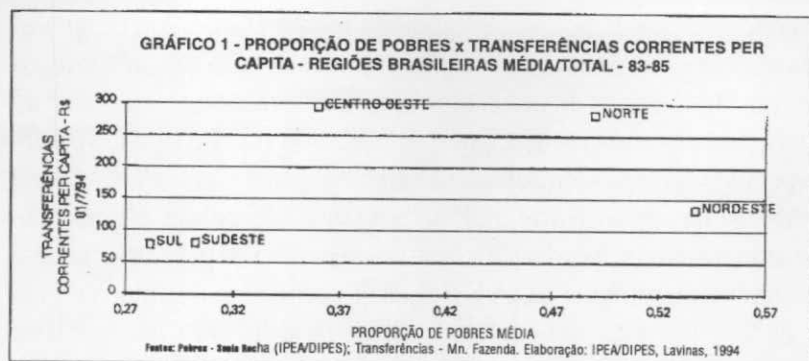 GRÁFICO 1 - PROPORÇÃO DE POBRES x TRANSFERÊNCIAS CORRENTES PER
CAPITA - REGIÕES BRASILEIRAS MÉDIA/TOTAL - 83-85
TRANSFERÊNCIAS
CORRENTES PER CAPITA - R$
01/7/94
300
250
200
150
100
50
0
CENTRO OESTE
NORTE
NORDESTE
SUL
SUDESTE
0,27
0,32
0,37
0,42
0,47
0,52
0,57
PROPORÇÃO DE POBRES MÉDIA
Fontes: Pobres - Sonia Rocha (IPEA/DIPES); Transferências - Mn. Fazenda. Elaboração: IPEA/DIPES, Lavinas, 1994